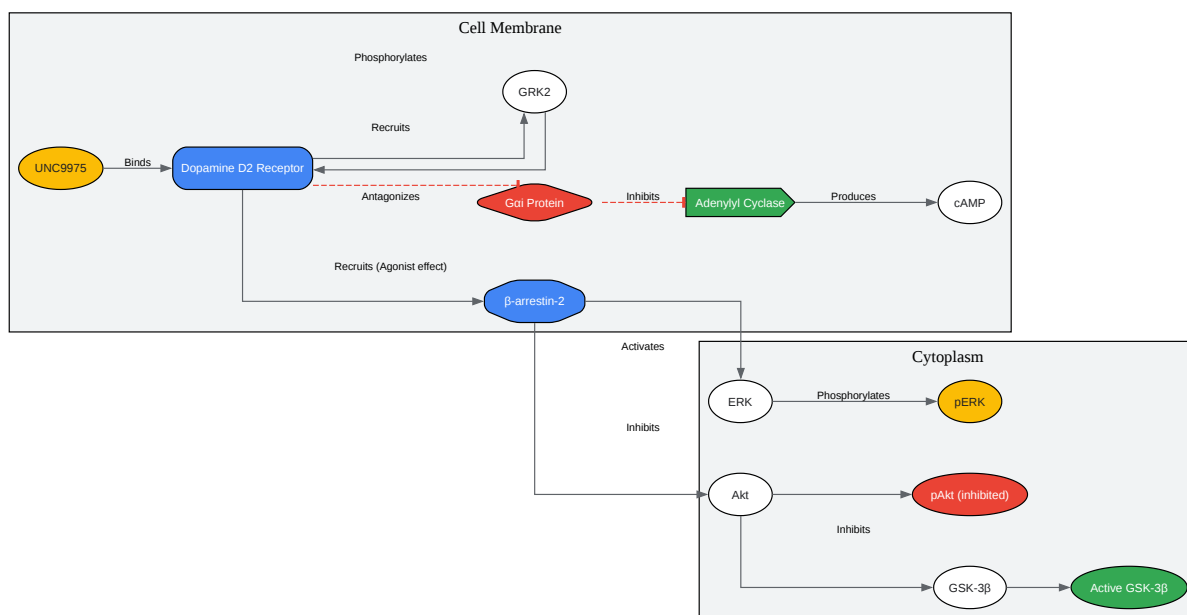 Cell Membrane
Phosphorylates
GRK2
Recruits
UNC9975
Binds
Dopamine D2 Receptor
Antagonizes
Gαi Protein
Inhibits
Adenylyl Cyclase
Produces
cAMP
Recruits (Agonist effect)
β-arrestin-2
Activates
Cytoplasm
ERK
Phosphorylates
pERK
Inhibits
Akt
pAkt (inhibited)
Inhibits
GSK-3β
Active GSK-3β